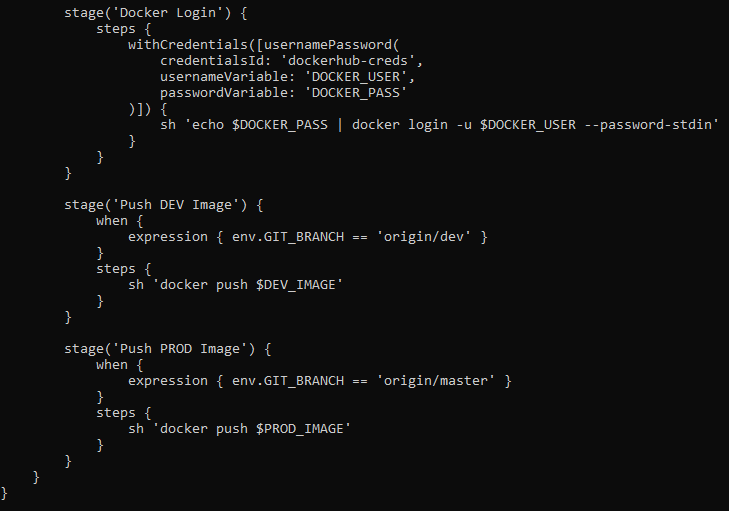 stage('Docker Login') {
            steps {
                withCredentials([usernamePassword(
                    credentialsId: 'dockerhub-creds',
                    usernameVariable: 'DOCKER_USER',
                    passwordVariable: 'DOCKER_PASS'
                )]) {
                    sh 'echo $DOCKER_PASS | docker login -u $DOCKER_USER --password-stdin'
                }
            }
        }

        stage('Push DEV Image') {
            when {
                expression { env.GIT_BRANCH == 'origin/dev' }
            }
            steps {
                sh 'docker push $DEV_IMAGE'
            }
        }

        stage('Push PROD Image') {
            when {
                expression { env.GIT_BRANCH == 'origin/master' }
            }
            steps {
                sh 'docker push $PROD_IMAGE'
            }
        }
    }
}